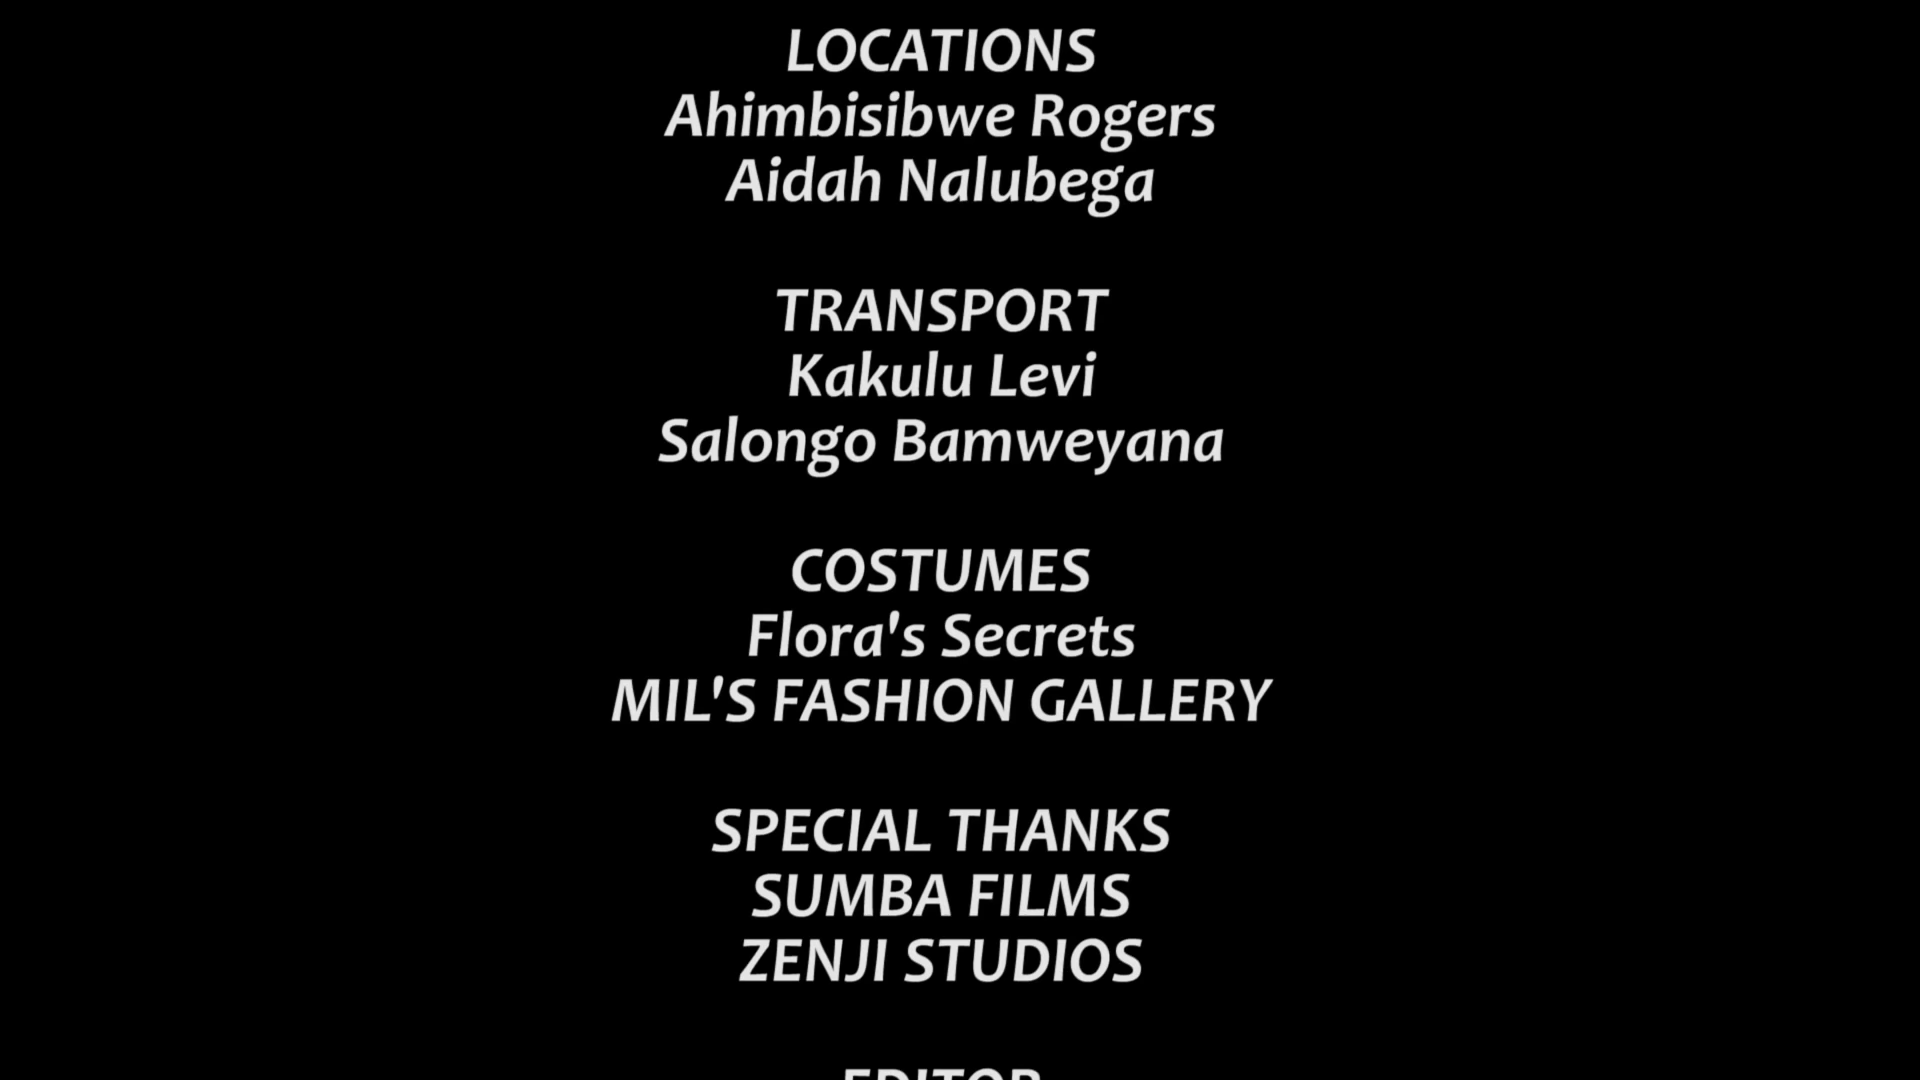 LOCATIONS
Ahimbisibwe Rogers
Aidah Nalubega
TRANSPORT
Kakulu Levi
Salongo Bamweyana
COSTUMES
Flora's Secrets
MIL'S FASHION GALLERY
SPECIAL THANKS
SUMBA FILMS
ZENJI STUDIOS
EDITOR